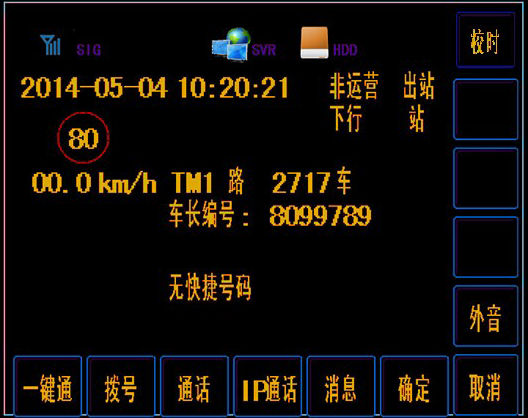 SIG SVR HDD 校时
2014-05-04 10:20:21 非运营 出站
下行 站
80
00.0 km/h TM1 路 2717 车
车长编号： 8099789
无快捷号码
外音
一键通 拨号 通话 IP通话 消息 确定 取消